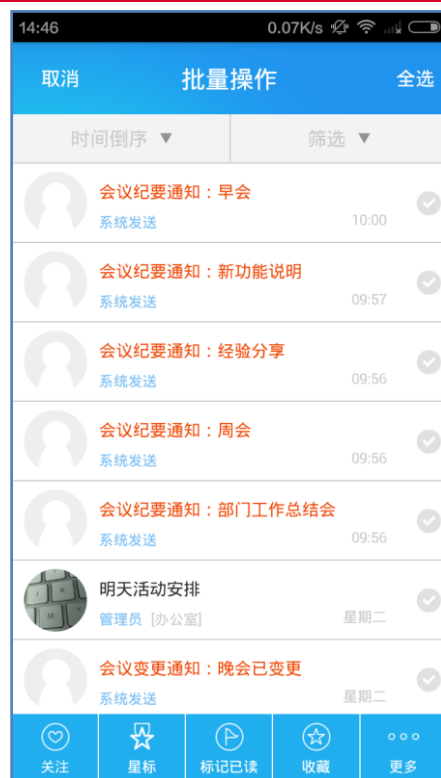 14:46 0.07K/s
取消 批量操作 全选
时间倒序 ▼ 筛选 ▼
会议纪要通知：早会
系统发送 10:00
会议纪要通知：新功能说明
系统发送 09:57
会议纪要通知：经验分享
系统发送 09:56
会议纪要通知：周会
系统发送 09:56
会议纪要通知：部门工作总结会
系统发送 09:56
明天活动安排
管理员 [办公室] 星期二
会议变更通知：晚会已变更
系统发送 星期二
关注 星标 标记已读 收藏 更多